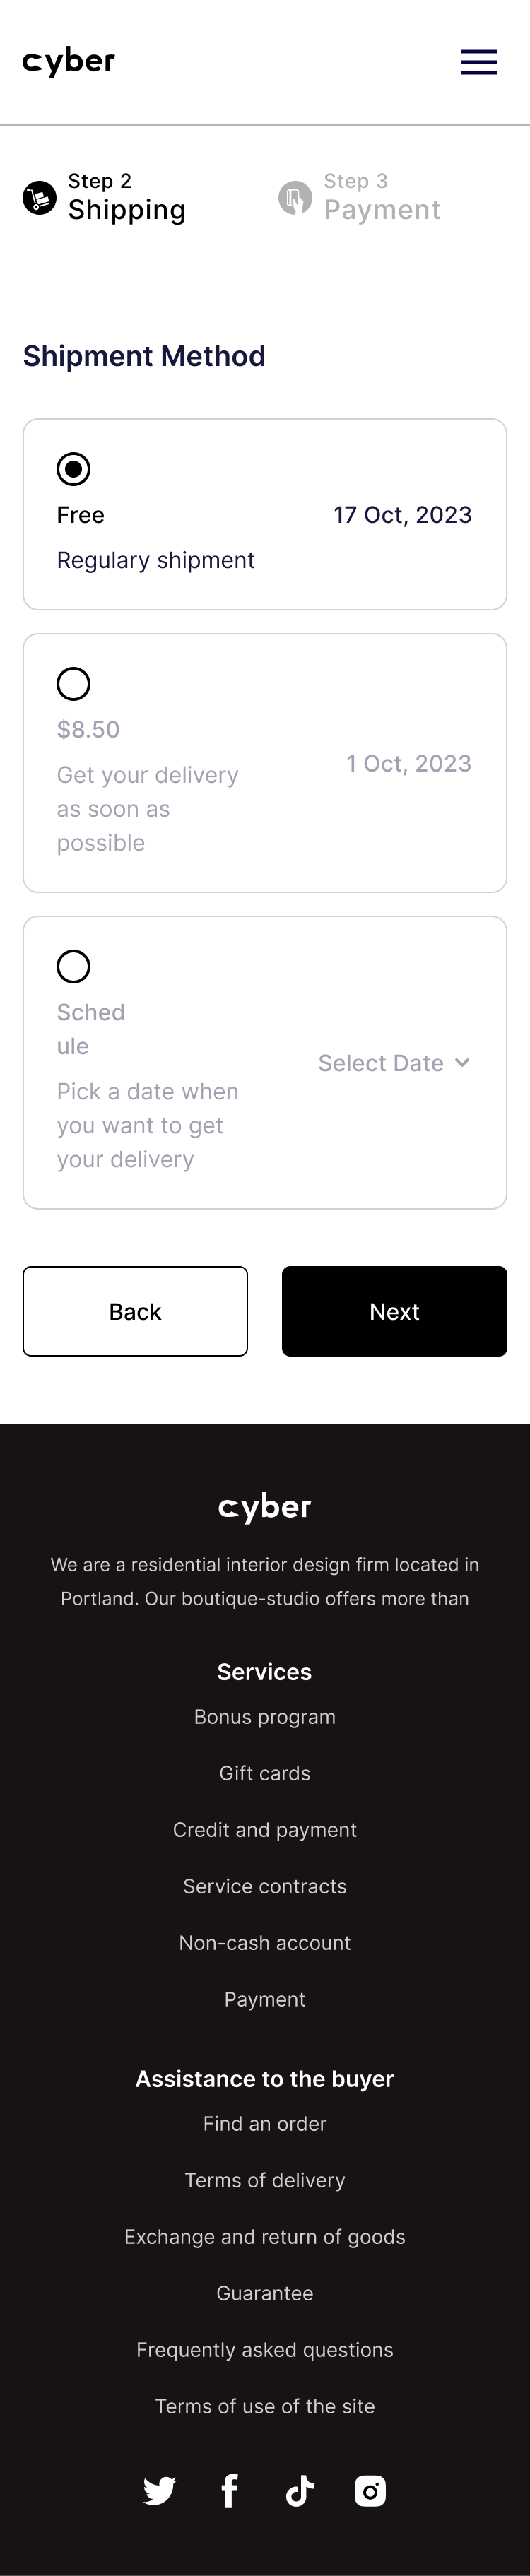 cyber
Step 2
Shipping
Step 3
Payment
Shipment Method
Free
17 Oct, 2023
Regulary shipment
$8.50
Get your delivery
as soon as
possible
1 Oct, 2023
Sched
ule
Select Date
Pick a date when
you want to get
your delivery
Back
Next
cyber
We are a residential interior design firm located in
Portland. Our boutique-studio offers more than
Services
Bonus program
Gift cards
Credit and payment
Service contracts
Non-cash account
Payment
Assistance to the buyer
Find an order
Terms of delivery
Exchange and return of goods
Guarantee
Frequently asked questions
Terms of use of the site